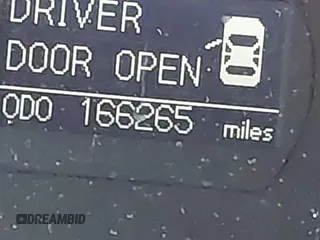 DRIVER
DOOR OPEN
ODO 166265 miles
DREAMBID